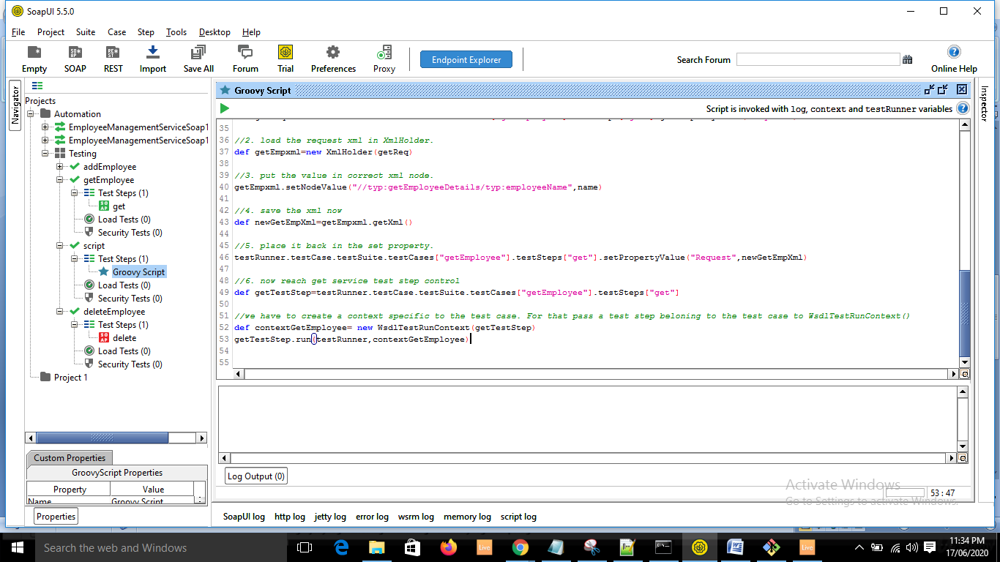 SoapUI 5.5.0
File Project Suite Case Step Tools Desktop Help
Empty SOAP REST Import Save All Forum Trial Preferences Proxy Endpoint Explorer Search Forum Online Help
Navigator
Projects
Automation
EmployeeManagementServiceSoap1
EmployeeManagementServiceSoap1
Testing
addEmployee
getEmployee
Test Steps (1)
get
Load Tests (0)
Security Tests (0)
script
Test Steps (1)
Groovy Script
Load Tests (0)
Security Tests (0)
deleteEmployee
Test Steps (1)
delete
Load Tests (0)
Security Tests (0)
Project 1
Custom Properties
GroovyScript Properties
Property Value
Name Groovy Script
Properties
Groovy Script
Script is invoked with log, context and testRunner variables
35
36 //2. load the request xml in XmlHolder.
37 def getEmpxml=new XmlHolder(getReq)
38
39 //3. put the value in correct xml node.
40 getEmpxml.setNodeValue("//typ:getEmployeeDetails/typ:employeeName",name)
41
42 //4. save the xml now
43 def newGetEmpXml=getEmpxml.getXml()
44
45 //5. place it back in the set property.
46 testRunner.testCase.testSuite.testCases["getEmployee"].testSteps["get"].setPropertyValue("Request",newGetEmpXml)
47
48 //6. now reach get service test step control
49 def getTestStep=testRunner.testCase.testSuite.testCases["getEmployee"].testSteps["get"]
50
51 //we have to create a context specific to the test case. For that pass a test step beloning to the test case to WsdlTestRunContext()
52 def contextGetEmployee= new WsdlTestRunContext(getTestStep)
53 getTestStep.run(testRunner,contextGetEmployee)
54
55
Log Output (0)
53 : 47
Inspector
Activate Windows
Go to Settings to activate Windows.
SoapUI log http log jetty log error log wsrm log memory log script log
Search the web and Windows
Live
Live
11:34 PM
17/06/2020